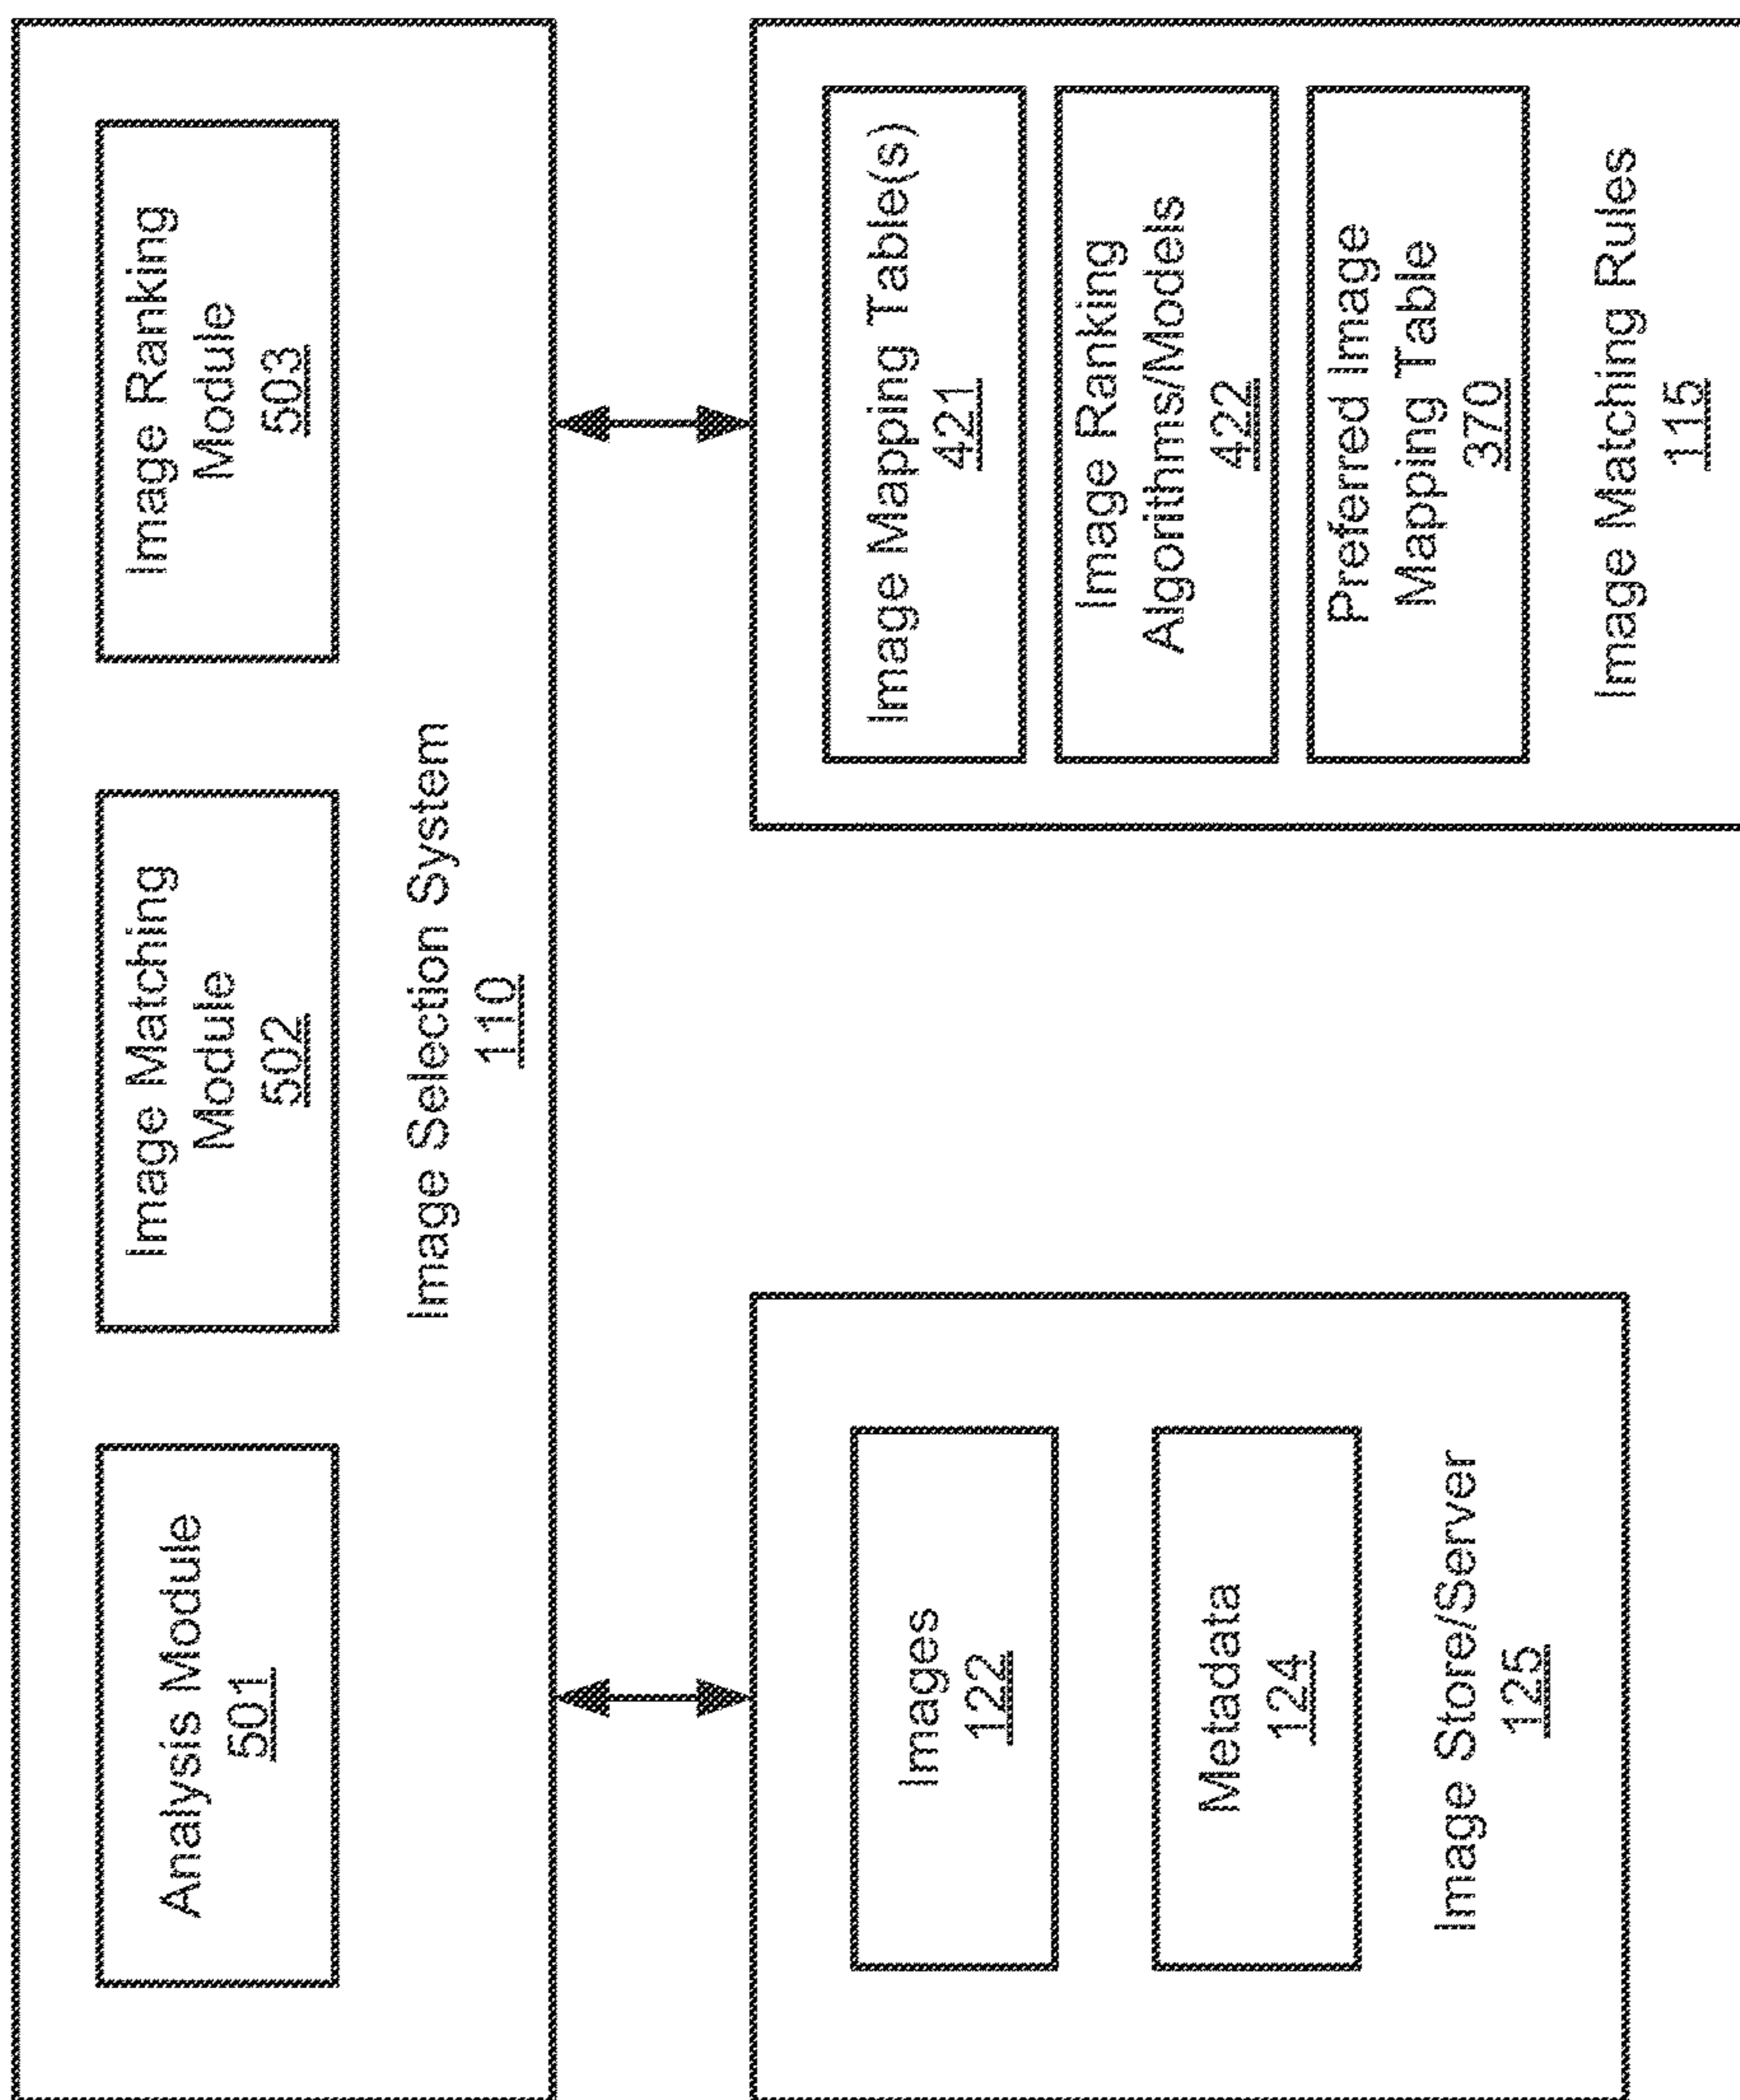 Analysis Module
501
Image Matching
Module
502
Image Ranking
Module
503
Image Selection System
110
Images
122
Metadata
124
Image Store/Server
125
Image Mapping Table(s)
421
Image Ranking
Algorithms/Models
422
Preferred Image
Mapping Table
370
Image Matching Rules
115